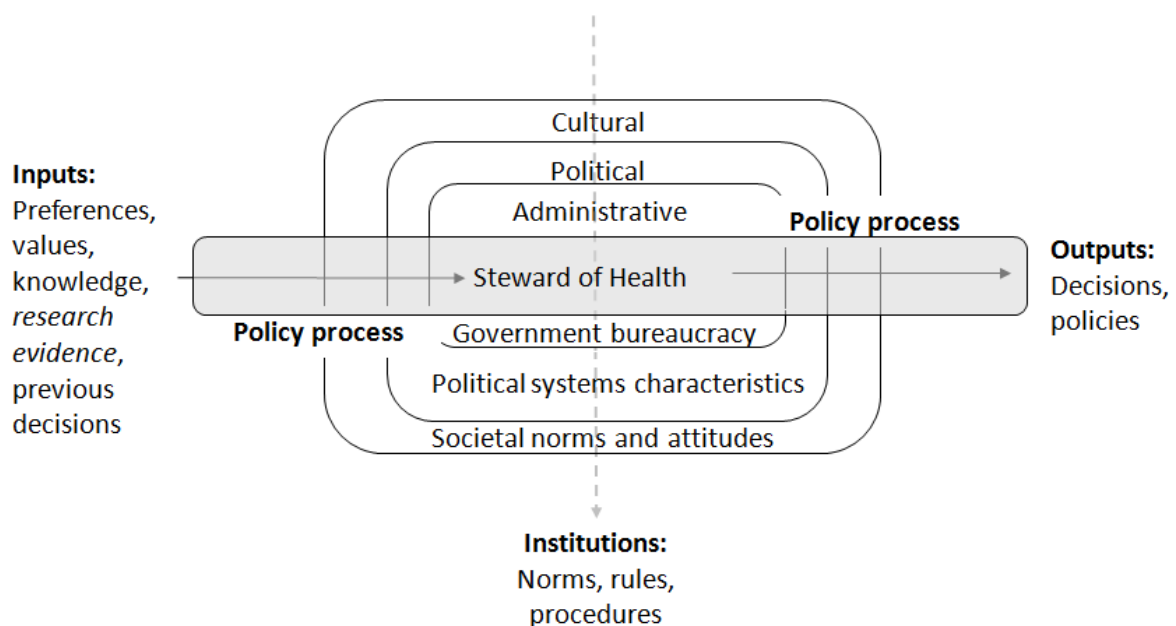 Cultural
Political
Administrative
Inputs:
Preferences,
values,
knowledge,
research
evidence,
previous
decisions
Policy process
Steward of Health
Policy process
Government bureaucracy
Political systems characteristics
Societal norms and attitudes
Outputs:
Decisions,
policies
Institutions:
Norms, rules,
procedures